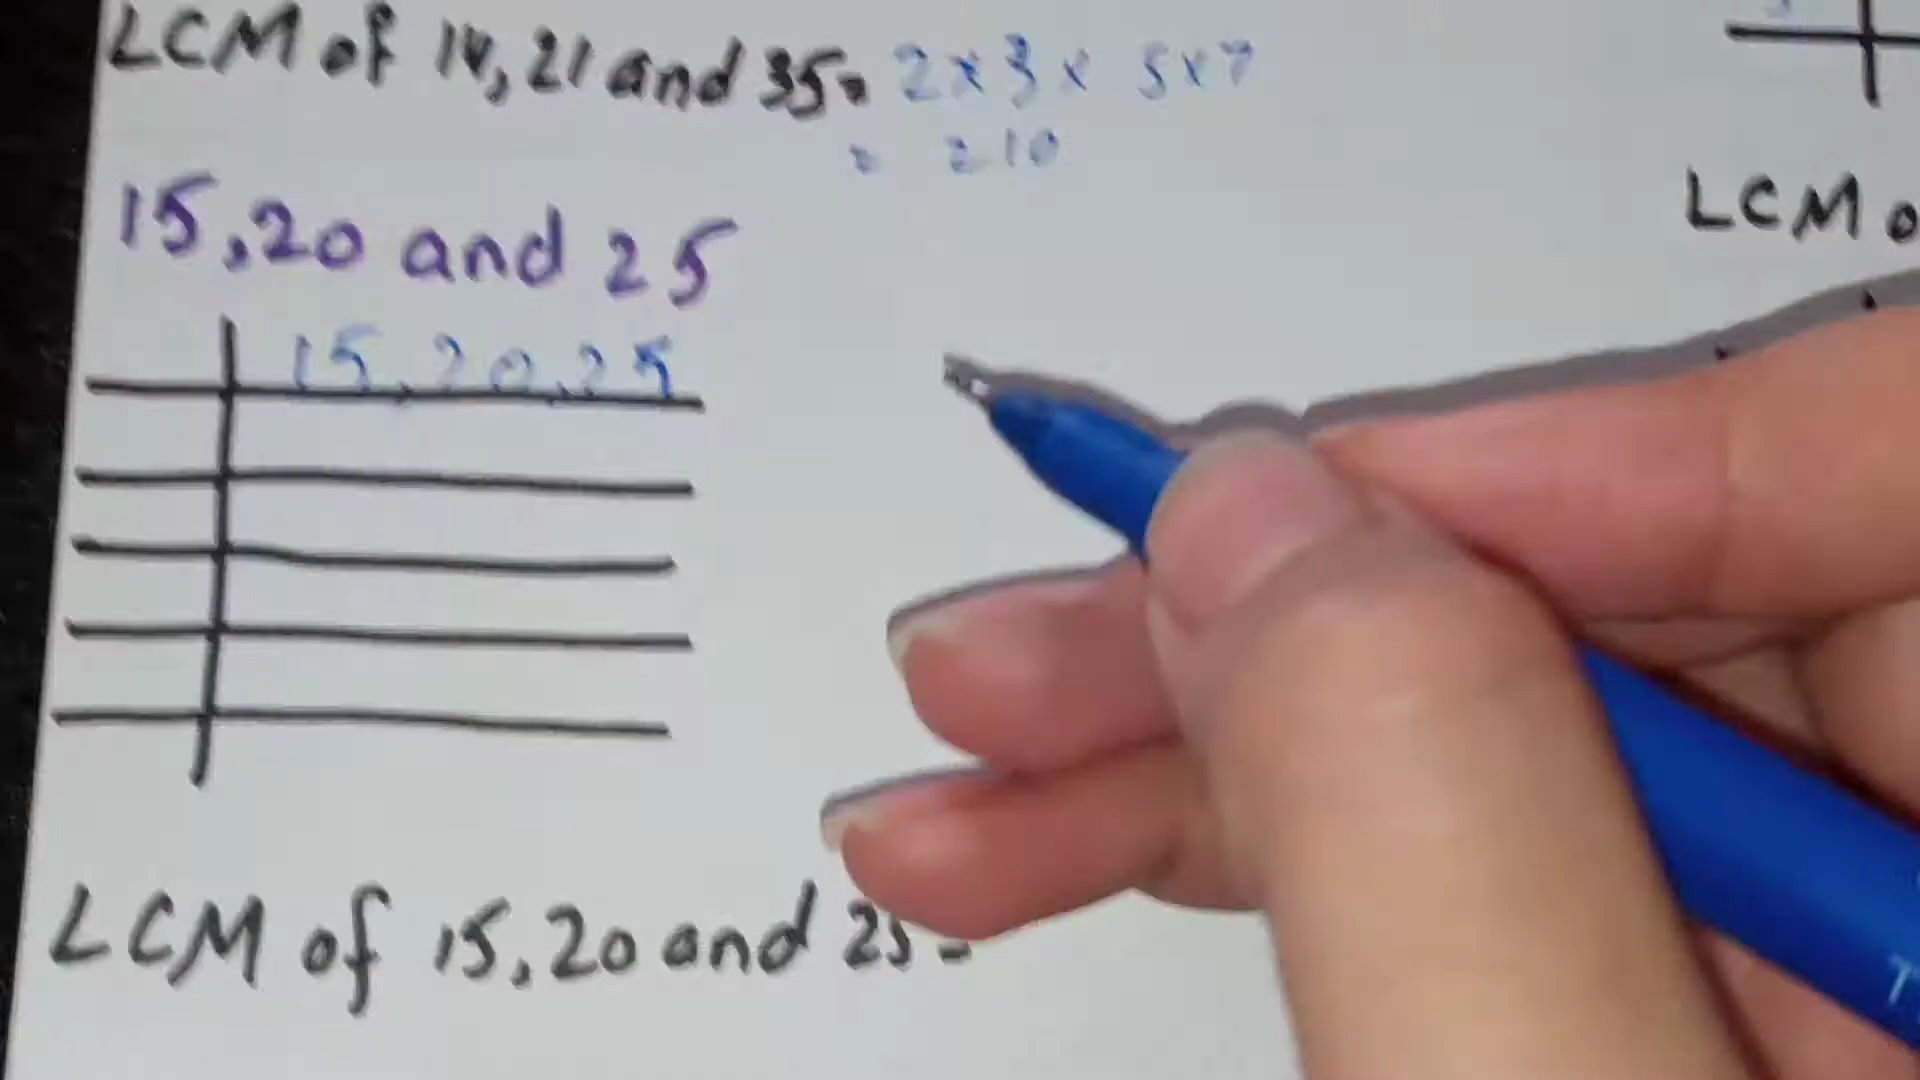 LCM of 14, 21 and 35 = 2 x 3 x 5 x 7
= 210
15, 20 and 25
15, 20, 25
LCM of 15, 20 and 25 =
LCM o